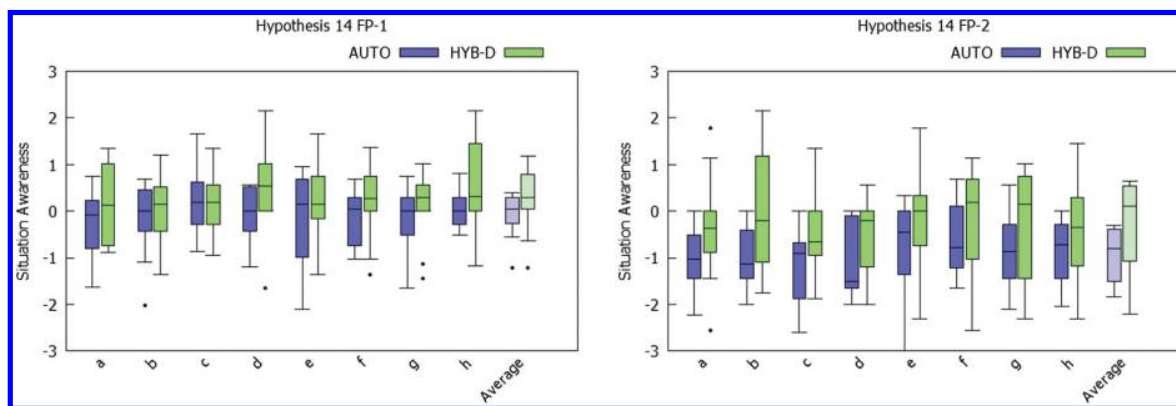 Hypothesis 14 FP-1
AUTO HYB-D
3
2
1
0
-1
-2
-3
Situation Awareness
a b c d e f g h Average
Hypothesis 14 FP-2
AUTO HYB-D
3
2
1
0
-1
-2
-3
Situation Awareness
a b c d e f g h Average